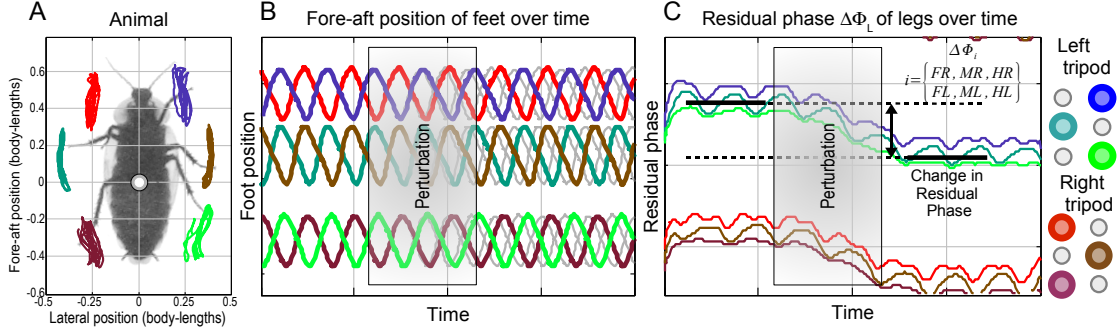 A
Animal
Fore-aft position (body-lengths)
0.6
0.4
0.2
0
-0.2
-0.4
-0.6
-0.5
-0.25
0
0.25
0.5
Lateral position (body-lengths)
B
Fore-aft position of feet over time
Foot position
Perturbation
Time
C
Residual phase ΔΦL of legs over time
Residual phase
Perturbation
ΔΦi
i={FR, MR, HR
FL, ML, HL}
Change in
Residual
Phase
Time
Left
tripod
Right
tripod